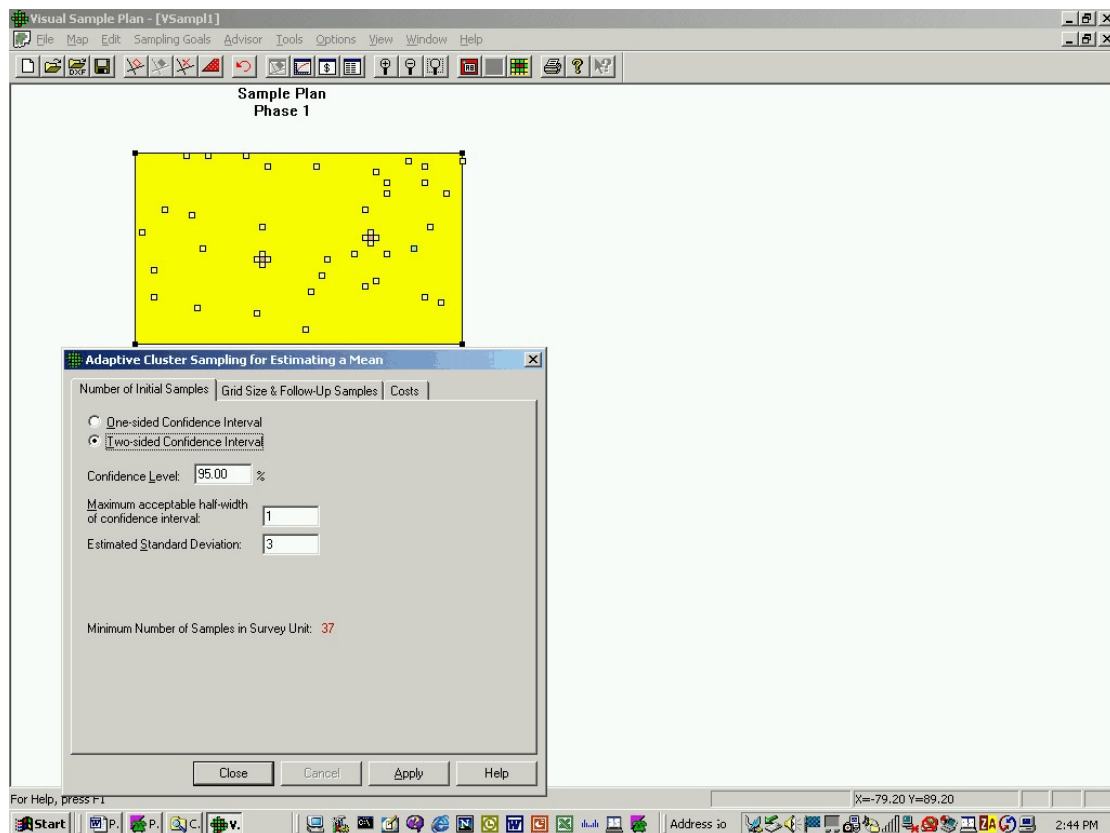 Visual Sample Plan - [VSampl1]
File Map Edit Sampling Goals Advisor Tools Options View Window Help
Sample Plan
Phase 1
Adaptive Cluster Sampling for Estimating a Mean
Number of Initial Samples Grid Size & Follow-Up Samples Costs
One-sided Confidence Interval
Two-sided Confidence Interval
Confidence Level: 95.00 %
Maximum acceptable half-width
of confidence interval: 1
Estimated Standard Deviation: 3
Minimum Number of Samples in Survey Unit: 37
Close Cancel Apply Help
For Help, press F1 X=-79.20 Y=89.20
Start P. P. C. V. Address 2:44 PM